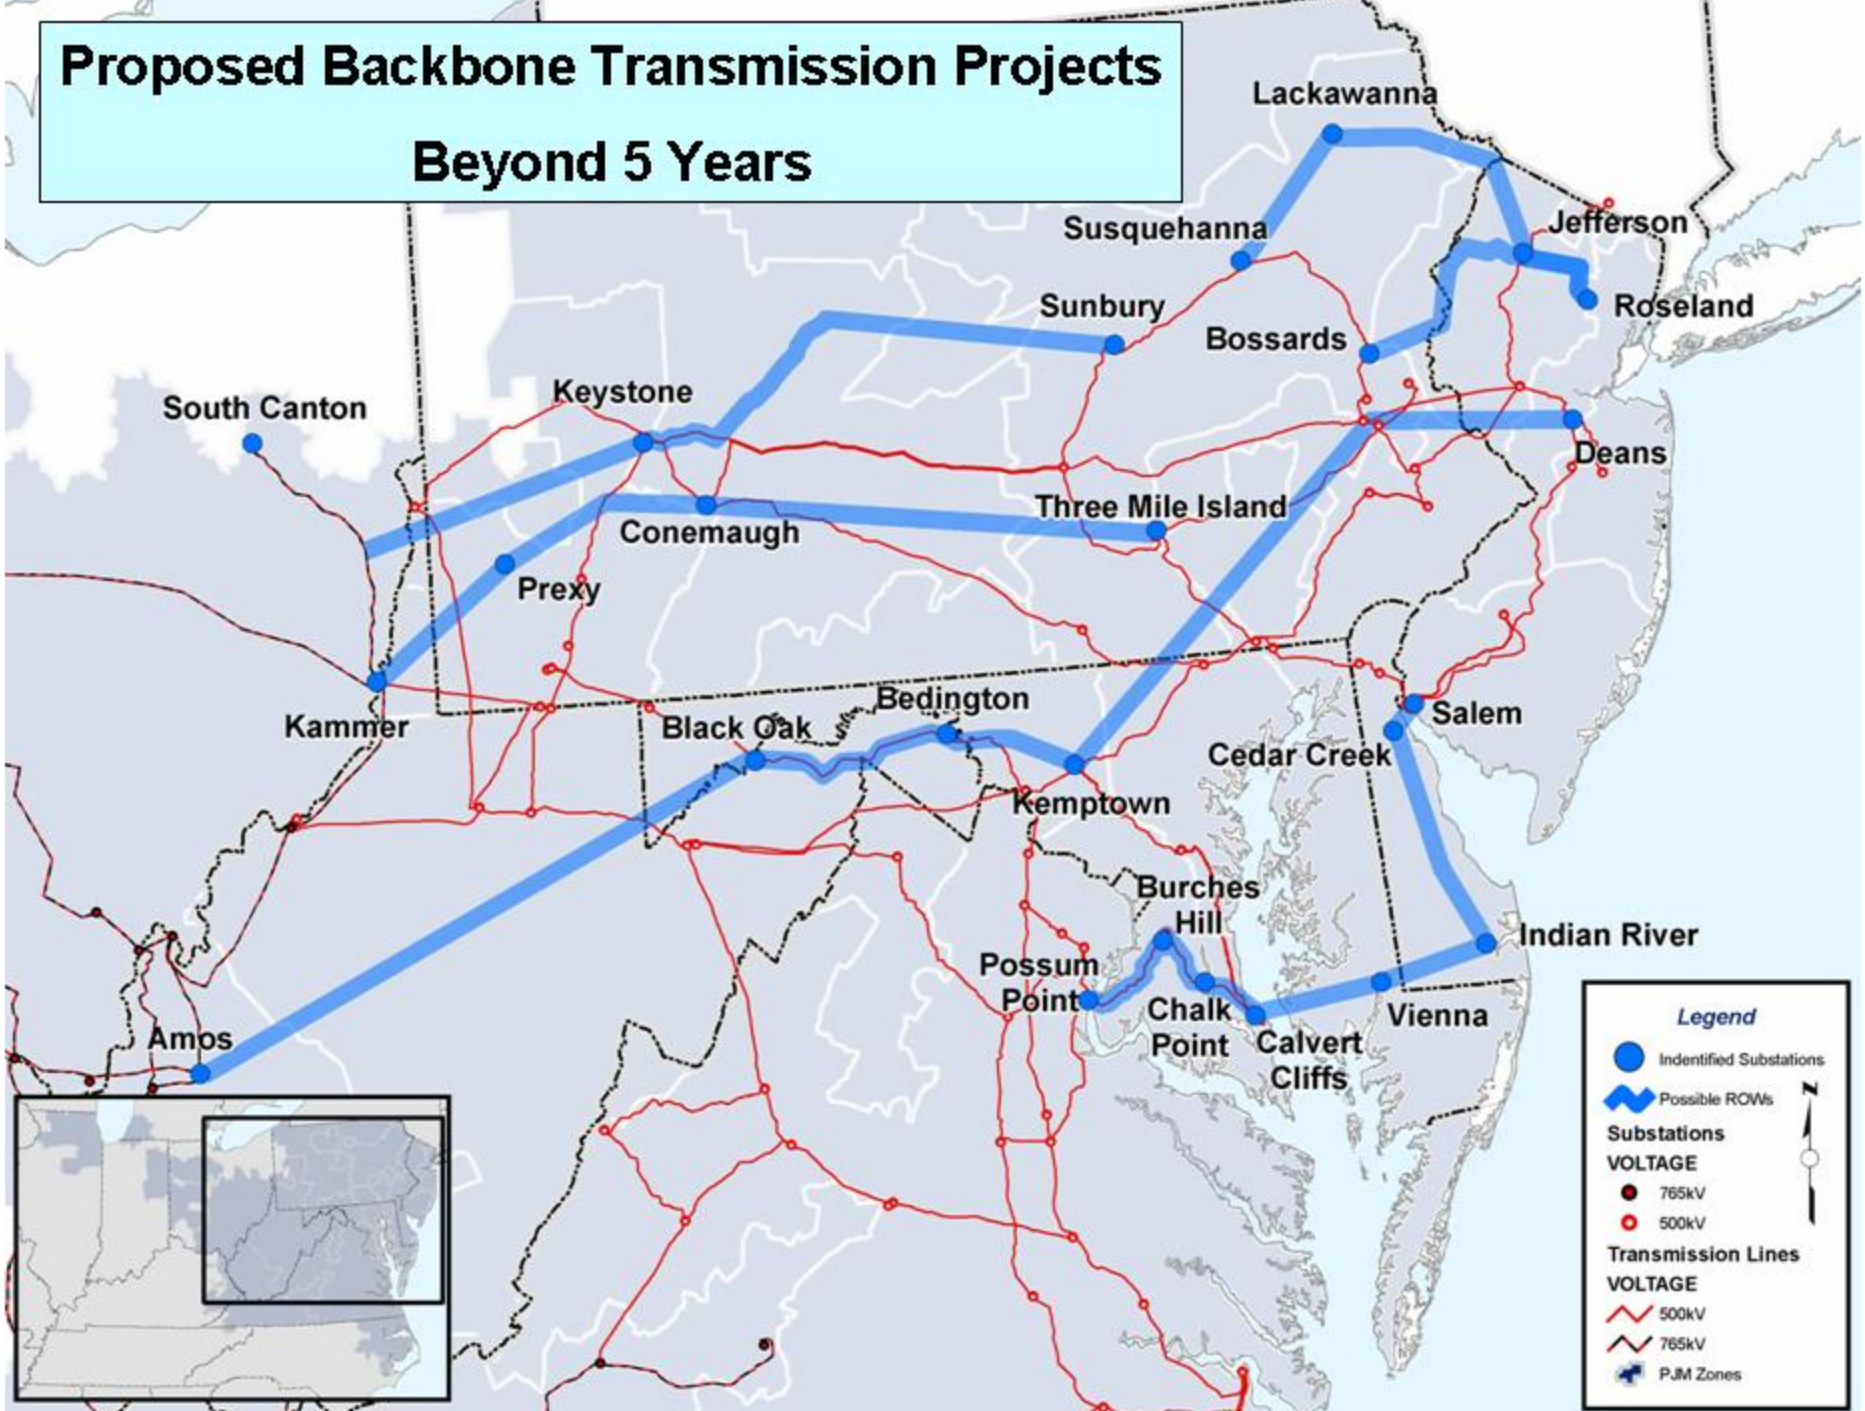 Proposed Backbone Transmission Projects
Beyond 5 Years
Lackawanna
Susquehanna
Jefferson
Sunbury
Roseland
Bossards
Keystone
South Canton
Deans
Three Mile Island
Conemaugh
Prexy
Bedington
Salem
Kammer
Black Oak
Cedar Creek
Kemptown
Burches
Hill
Indian River
Possum
Point
Chalk
Point
Vienna
Calvert
Cliffs
Amos
Legend
Indentified Substations
Possible ROWs
N
Substations
VOLTAGE
765kV
500kV
Transmission Lines
VOLTAGE
500kV
765kV
PJM Zones